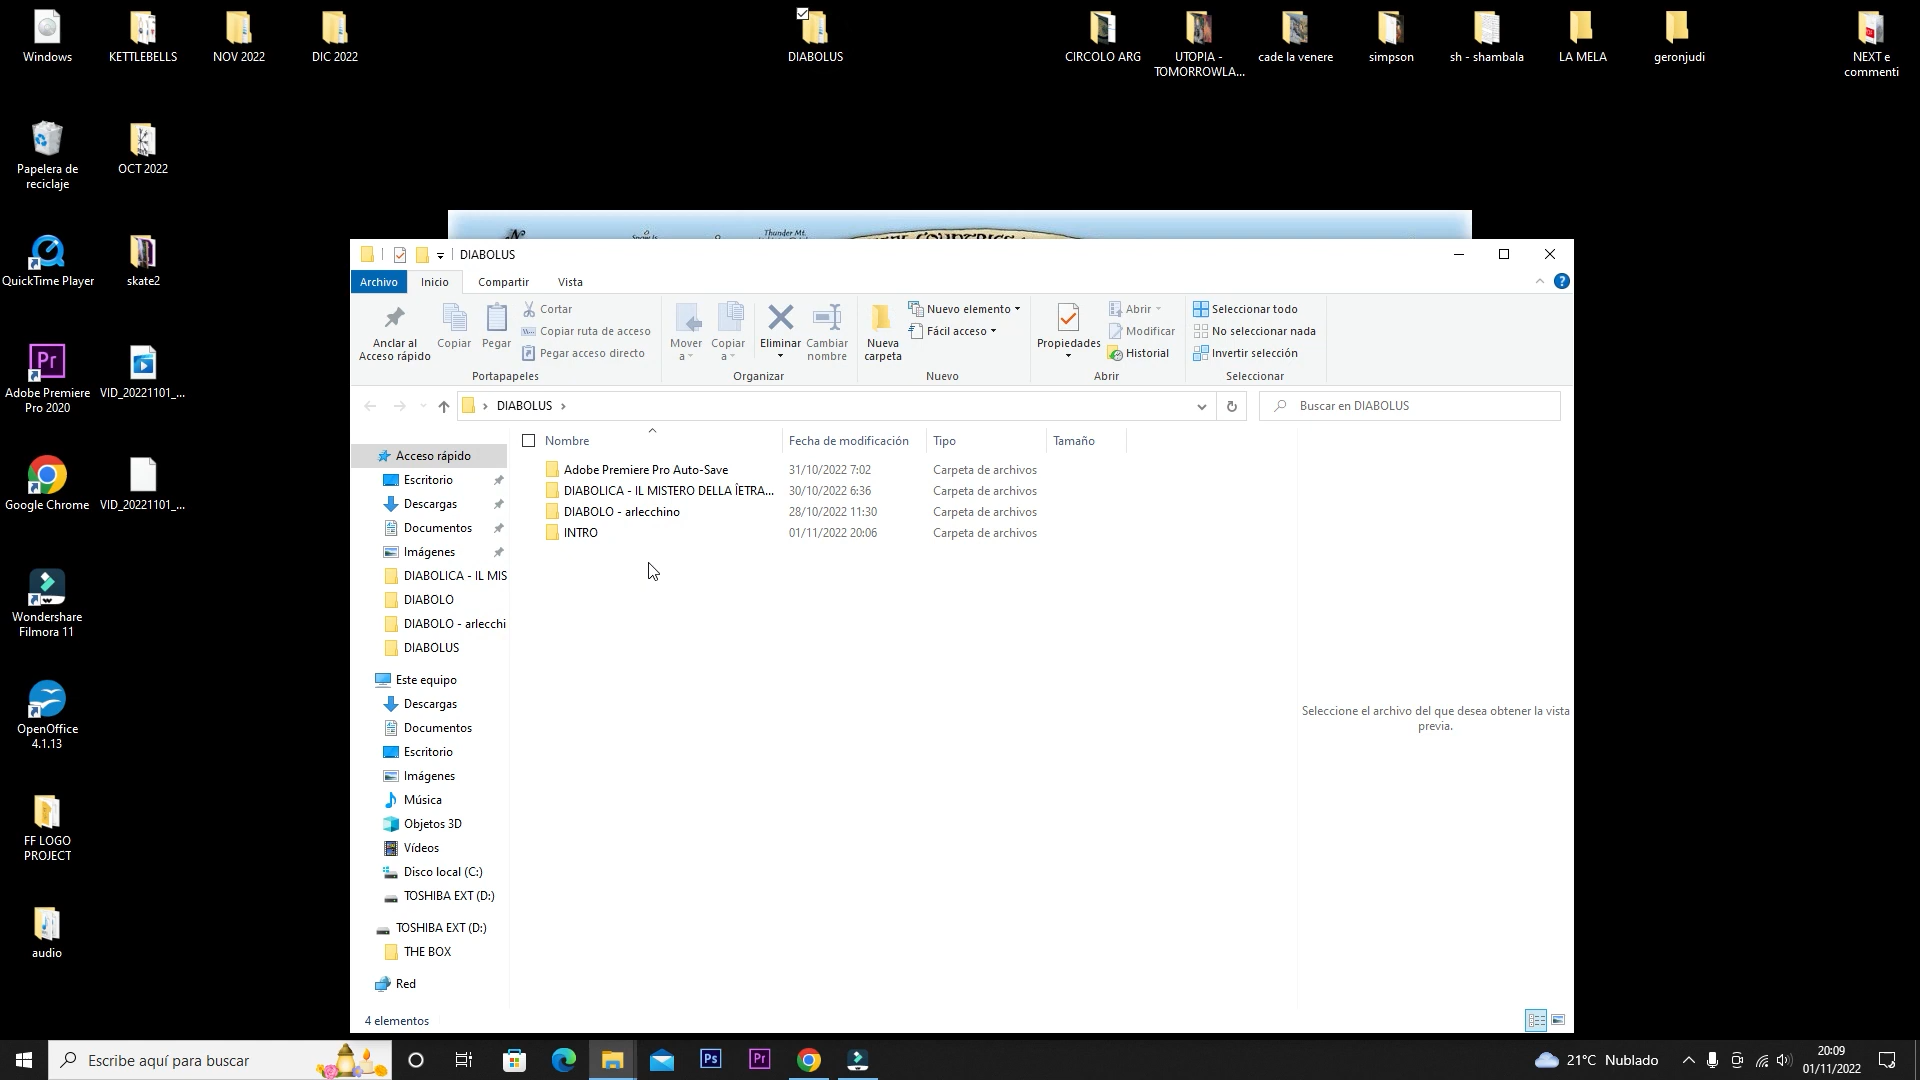 Windows
KETTLEBELLS
NOV 2022
DIC 2022
DIABOLUS
CIRCOLO ARG
UTOPIA -
TOMORROWLA...
cade la venere
simpson
sh - shambala
LA MELA
geronjudi
NEXT e
commenti
Papelera de
reciclaje
OCT 2022
QuickTime Player
skate2
Adobe Premiere
Pro 2020
VID_20221101_...
Google Chrome
VID_20221101_...
Wondershare
Filmora 11
OpenOffice
4.1.13
FF LOGO
PROJECT
audio
Thunder Mt.
DIABOLUS
Archivo
Inicio
Compartir
Vista
Anclar al
Acceso rápido
Copiar
Pegar
Cortar
Copiar ruta de acceso
Pegar acceso directo
Portapapeles
Mover
a
Copiar
a
Eliminar
Cambiar
nombre
Organizar
Nueva
carpeta
Nuevo elemento
Fácil acceso
Nuevo
Propiedades
Abrir
Modificar
Historial
Abrir
Seleccionar todo
No seleccionar nada
Invertir selección
Seleccionar
DIABOLUS
Buscar en DIABOLUS
Nombre
Fecha de modificación
Tipo
Tamaño
Adobe Premiere Pro Auto-Save 31/10/2022 7:02 Carpeta de archivos
DIABOLICA - IL MISTERO DELLA ÎETRA... 30/10/2022 6:36 Carpeta de archivos
DIABOLO - arlecchino 28/10/2022 11:30 Carpeta de archivos
INTRO 01/11/2022 20:06 Carpeta de archivos
Acceso rápido
Escritorio
Descargas
Documentos
Imágenes
DIABOLICA - IL MIS
DIABOLO
DIABOLO - arlecchi
DIABOLUS
Este equipo
Descargas
Documentos
Escritorio
Imágenes
Música
Objetos 3D
Vídeos
Disco local (C:)
TOSHIBA EXT (D:)
TOSHIBA EXT (D:)
THE BOX
Red
Seleccione el archivo del que desea obtener la vista
previa.
4 elementos
Escribe aquí para buscar
Ps
Pr
21°C Nublado
20:09
01/11/2022